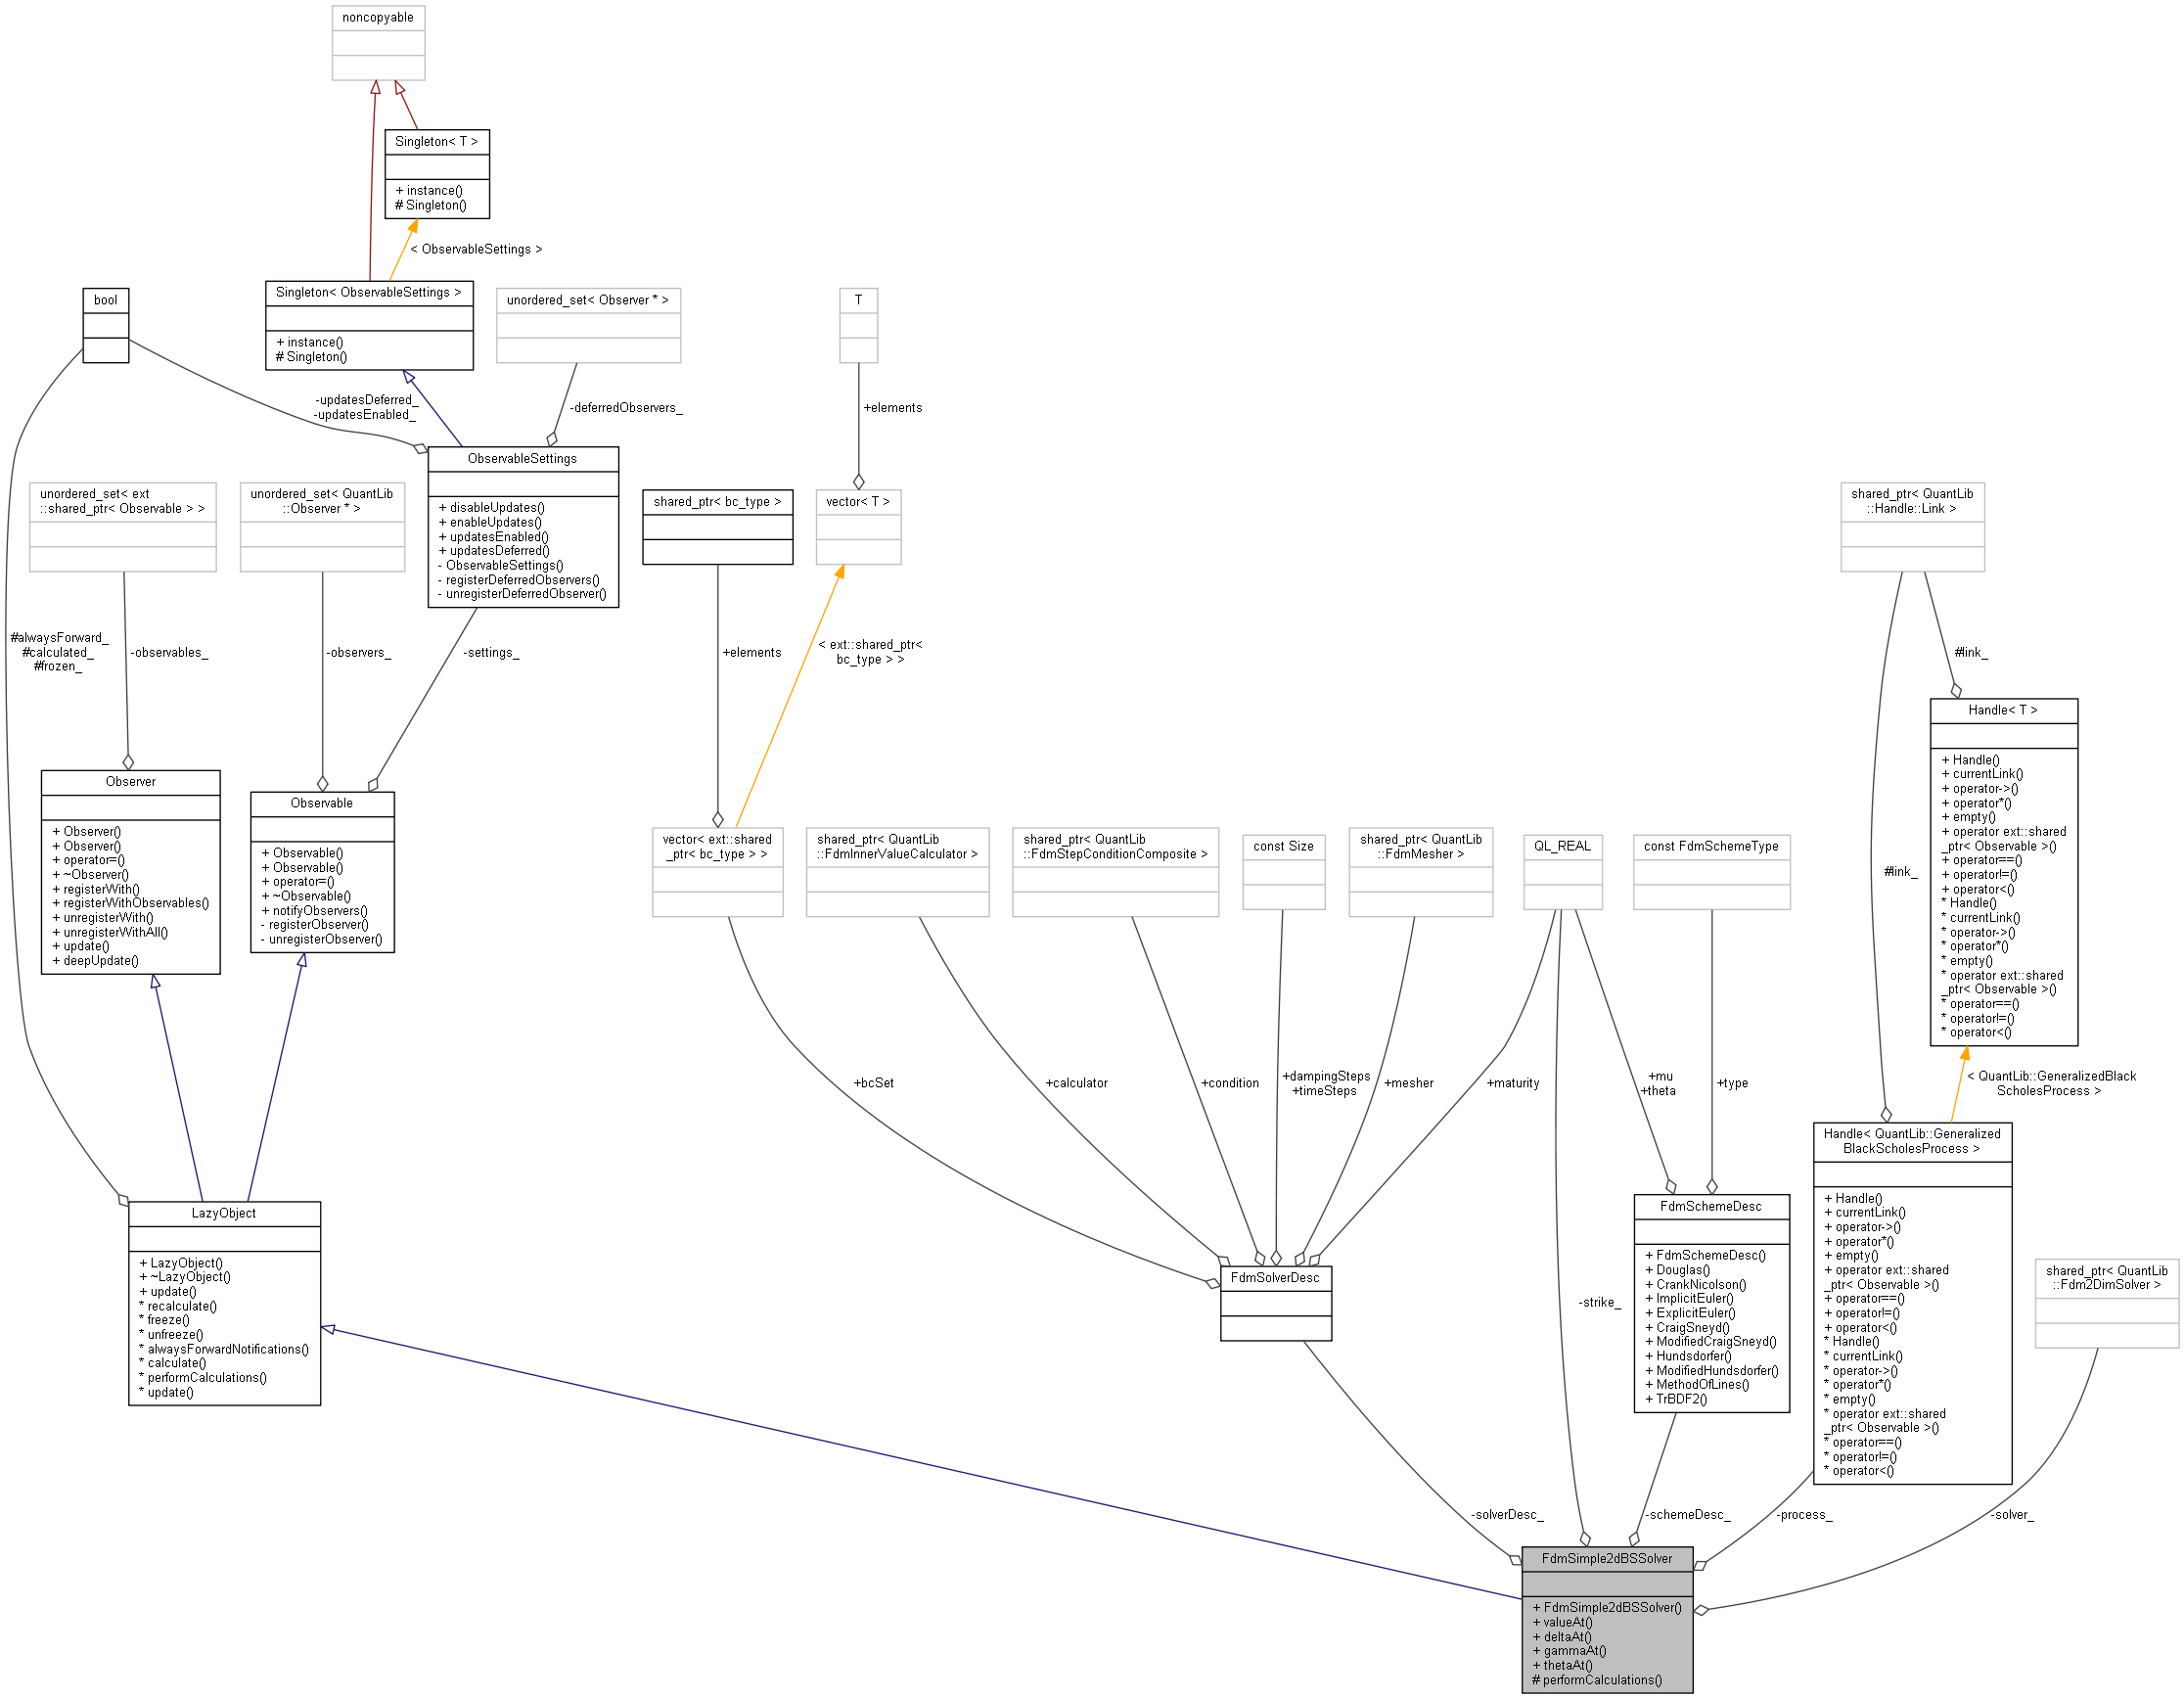 noncopyable
Singleton< T >
+ instance()
# Singleton()
< ObservableSettings >
bool
Singleton< ObservableSettings >
+ instance()
# Singleton()
unordered_set< Observer * >
T
-updatesDeferred_
-updatesEnabled_
-deferredObservers_
+elements
ObservableSettings
+ disableUpdates()
+ enableUpdates()
+ updatesEnabled()
+ updatesDeferred()
- ObservableSettings()
- registerDeferredObservers()
- unregisterDeferredObserver()
unordered_set< ext
::shared_ptr< Observable > >
unordered_set< QuantLib
::Observer * >
shared_ptr< bc_type >
vector< T >
shared_ptr< QuantLib
::Handle::Link >
#alwaysForward_
#calculated_
#frozen_
-observables_
-observers_
-settings_
+elements
< ext::shared_ptr<
bc_type > >
#link_
Handle< T >
+ Handle()
+ currentLink()
+ operator->()
+ operator*()
+ empty()
+ operator ext::shared
_ptr< Observable >()
+ operator==()
+ operator!=()
+ operator<()
* Handle()
* currentLink()
* operator->()
* operator*()
* empty()
* operator ext::shared
_ptr< Observable >()
* operator==()
* operator!=()
* operator<()
Observer
+ Observer()
+ Observer()
+ operator=()
+ ~Observer()
+ registerWith()
+ registerWithObservables()
+ unregisterWith()
+ unregisterWithAll()
+ update()
+ deepUpdate()
Observable
+ Observable()
+ Observable()
+ operator=()
+ ~Observable()
+ notifyObservers()
- registerObserver()
- unregisterObserver()
vector< ext::shared
_ptr< bc_type > >
shared_ptr< QuantLib
::FdmInnerValueCalculator >
shared_ptr< QuantLib
::FdmStepConditionComposite >
const Size
shared_ptr< QuantLib
::FdmMesher >
QL_REAL
const FdmSchemeType
#link_
+bcSet
+calculator
+condition
+dampingSteps
+timeSteps
+mesher
+maturity
+mu
+theta
+type
< QuantLib::GeneralizedBlack
ScholesProcess >
Handle< QuantLib::Generalized
BlackScholesProcess >
+ Handle()
+ currentLink()
+ operator->()
+ operator*()
+ empty()
+ operator ext::shared
_ptr< Observable >()
+ operator==()
+ operator!=()
+ operator<()
* Handle()
* currentLink()
* operator->()
* operator*()
* empty()
* operator ext::shared
_ptr< Observable >()
* operator==()
* operator!=()
* operator<()
LazyObject
+ LazyObject()
+ ~LazyObject()
+ update()
* recalculate()
* freeze()
* unfreeze()
* alwaysForwardNotifications()
* calculate()
* performCalculations()
* update()
FdmSolverDesc
-strike_
FdmSchemeDesc
+ FdmSchemeDesc()
+ Douglas()
+ CrankNicolson()
+ ImplicitEuler()
+ ExplicitEuler()
+ CraigSneyd()
+ ModifiedCraigSneyd()
+ Hundsdorfer()
+ ModifiedHundsdorfer()
+ MethodOfLines()
+ TrBDF2()
shared_ptr< QuantLib
::Fdm2DimSolver >
-solverDesc_
-schemeDesc_
-process_
-solver_
FdmSimple2dBSSolver
+ FdmSimple2dBSSolver()
+ valueAt()
+ deltaAt()
+ gammaAt()
+ thetaAt()
# performCalculations()